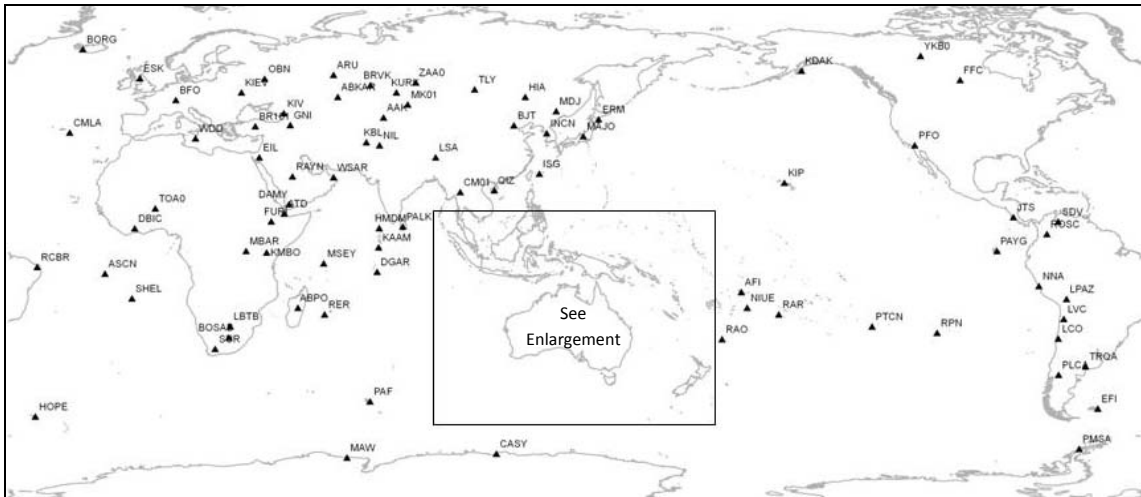 BORG
YKB0
KDAK
FFC
ESK
OBN
ARU
BRVK
ZAA0
KURK
TLY
BFO
KIEV
ABKAR
MK01
HIA
MDJ
ERM
AAK
KIV
GNI
BJT
INCN
MAJO
CMLA
WDD
KBL
NIL
PFO
EIL
LSA
ISG
RAYN
WSAR
CM01
QIZ
KIP
DAMY
ATD
TOA0
DBIC
FURI
HMDM
PALK
JTS
SDV
ROSC
KAAM
MBAR
KMBO
PAYG
RCBR
ASCN
MSEY
DGAR
SHEL
AFI
NIUE
RAR
NNA
LPAZ
ABPO
RER
See
Enlargement
PTCN
RPN
LVC
LBTB
BOSA
SUR
RAO
LCO
PLCA
TRQA
HOPE
PAF
EFI
MAW
CASY
PMSA